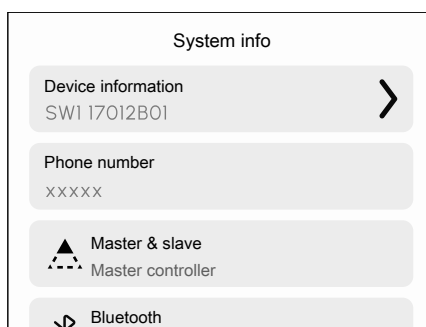 System info
Device information
SW1 17012B01
Phone number
xxxxx
Master & slave
Master controller
Bluetooth